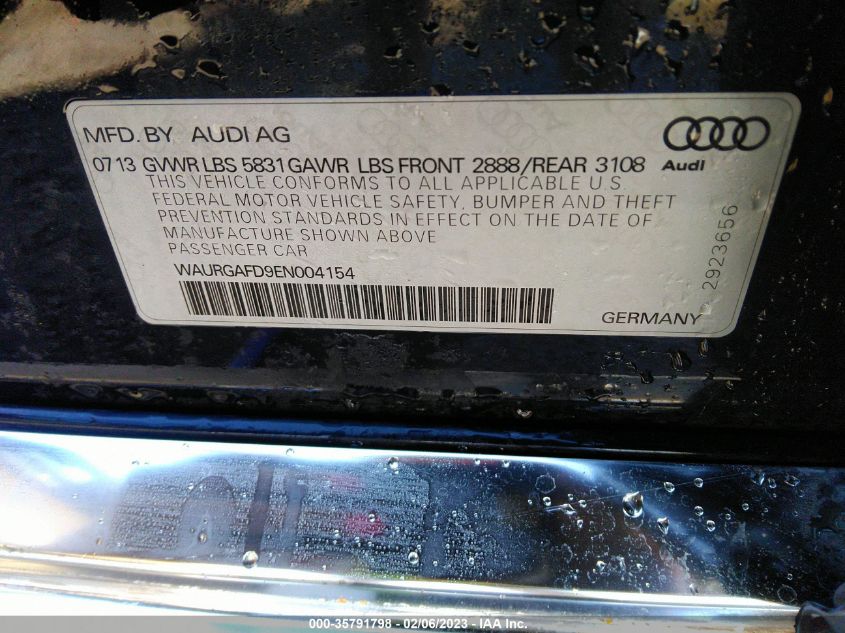 MFD. BY AUDI AG
07 13 GVWR LBS 5831 GAWR LBS FRONT 2888/REAR 3108 Audi
THIS VEHICLE CONFORMS TO ALL APPLICABLE U.S.
FEDERAL MOTOR VEHICLE SAFETY, BUMPER AND THEFT
PREVENTION STANDARDS IN EFFECT ON THE DATE OF
MANUFACTURE SHOWN ABOVE
PASSENGER CAR
WAURGAFD9EN004154
GERMANY
2923656
000-35791798 - 02/06/2023 - IAA Inc.